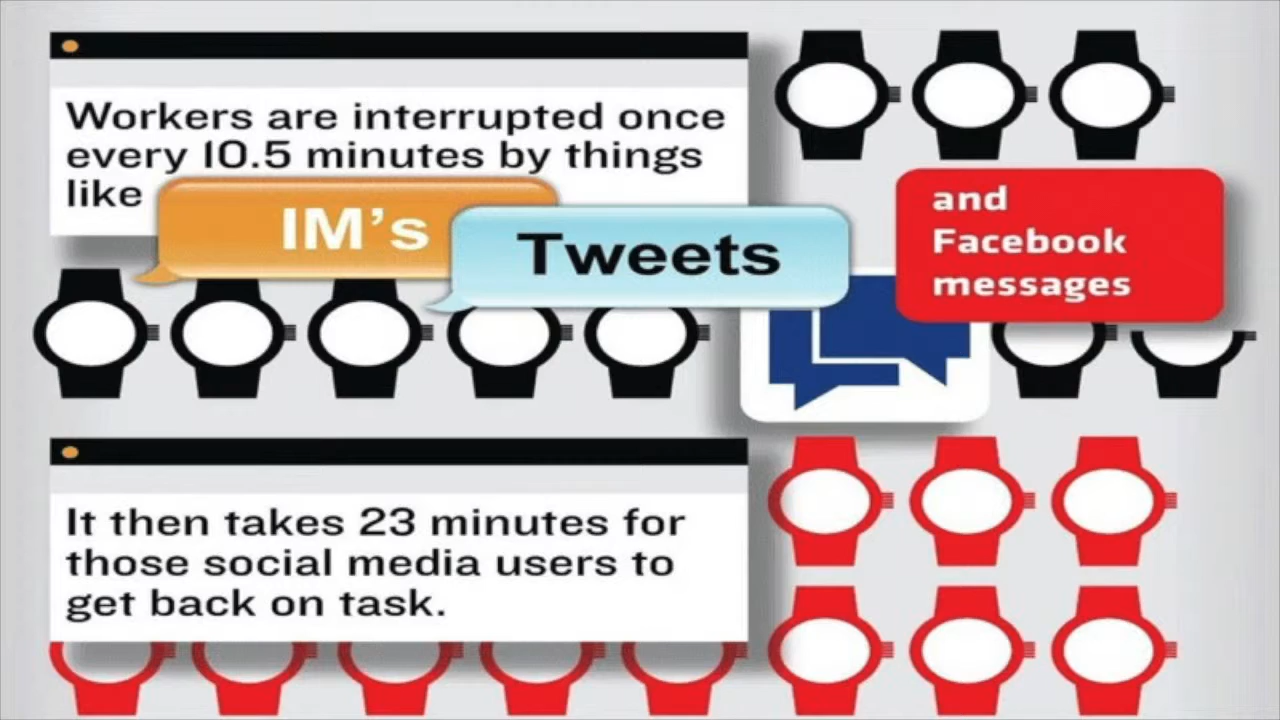 Workers are interrupted once
every 10.5 minutes by things
like
IM's
Tweets
and
Facebook
messages
It then takes 23 minutes for
those social media users to
get back on task.